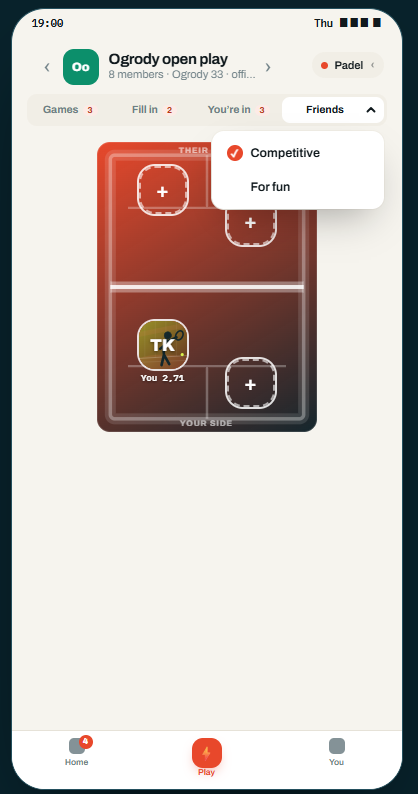 19:00
Thu
Oo
Ogrody open play
8 members · Ogrody 33 · offi...
Padel
Games 3
Fill in 2
You're in 3
Friends
Competitive
For fun
THEIR
+
+
TK
You 2,71
+
YOUR SIDE
4
Home
Play
You